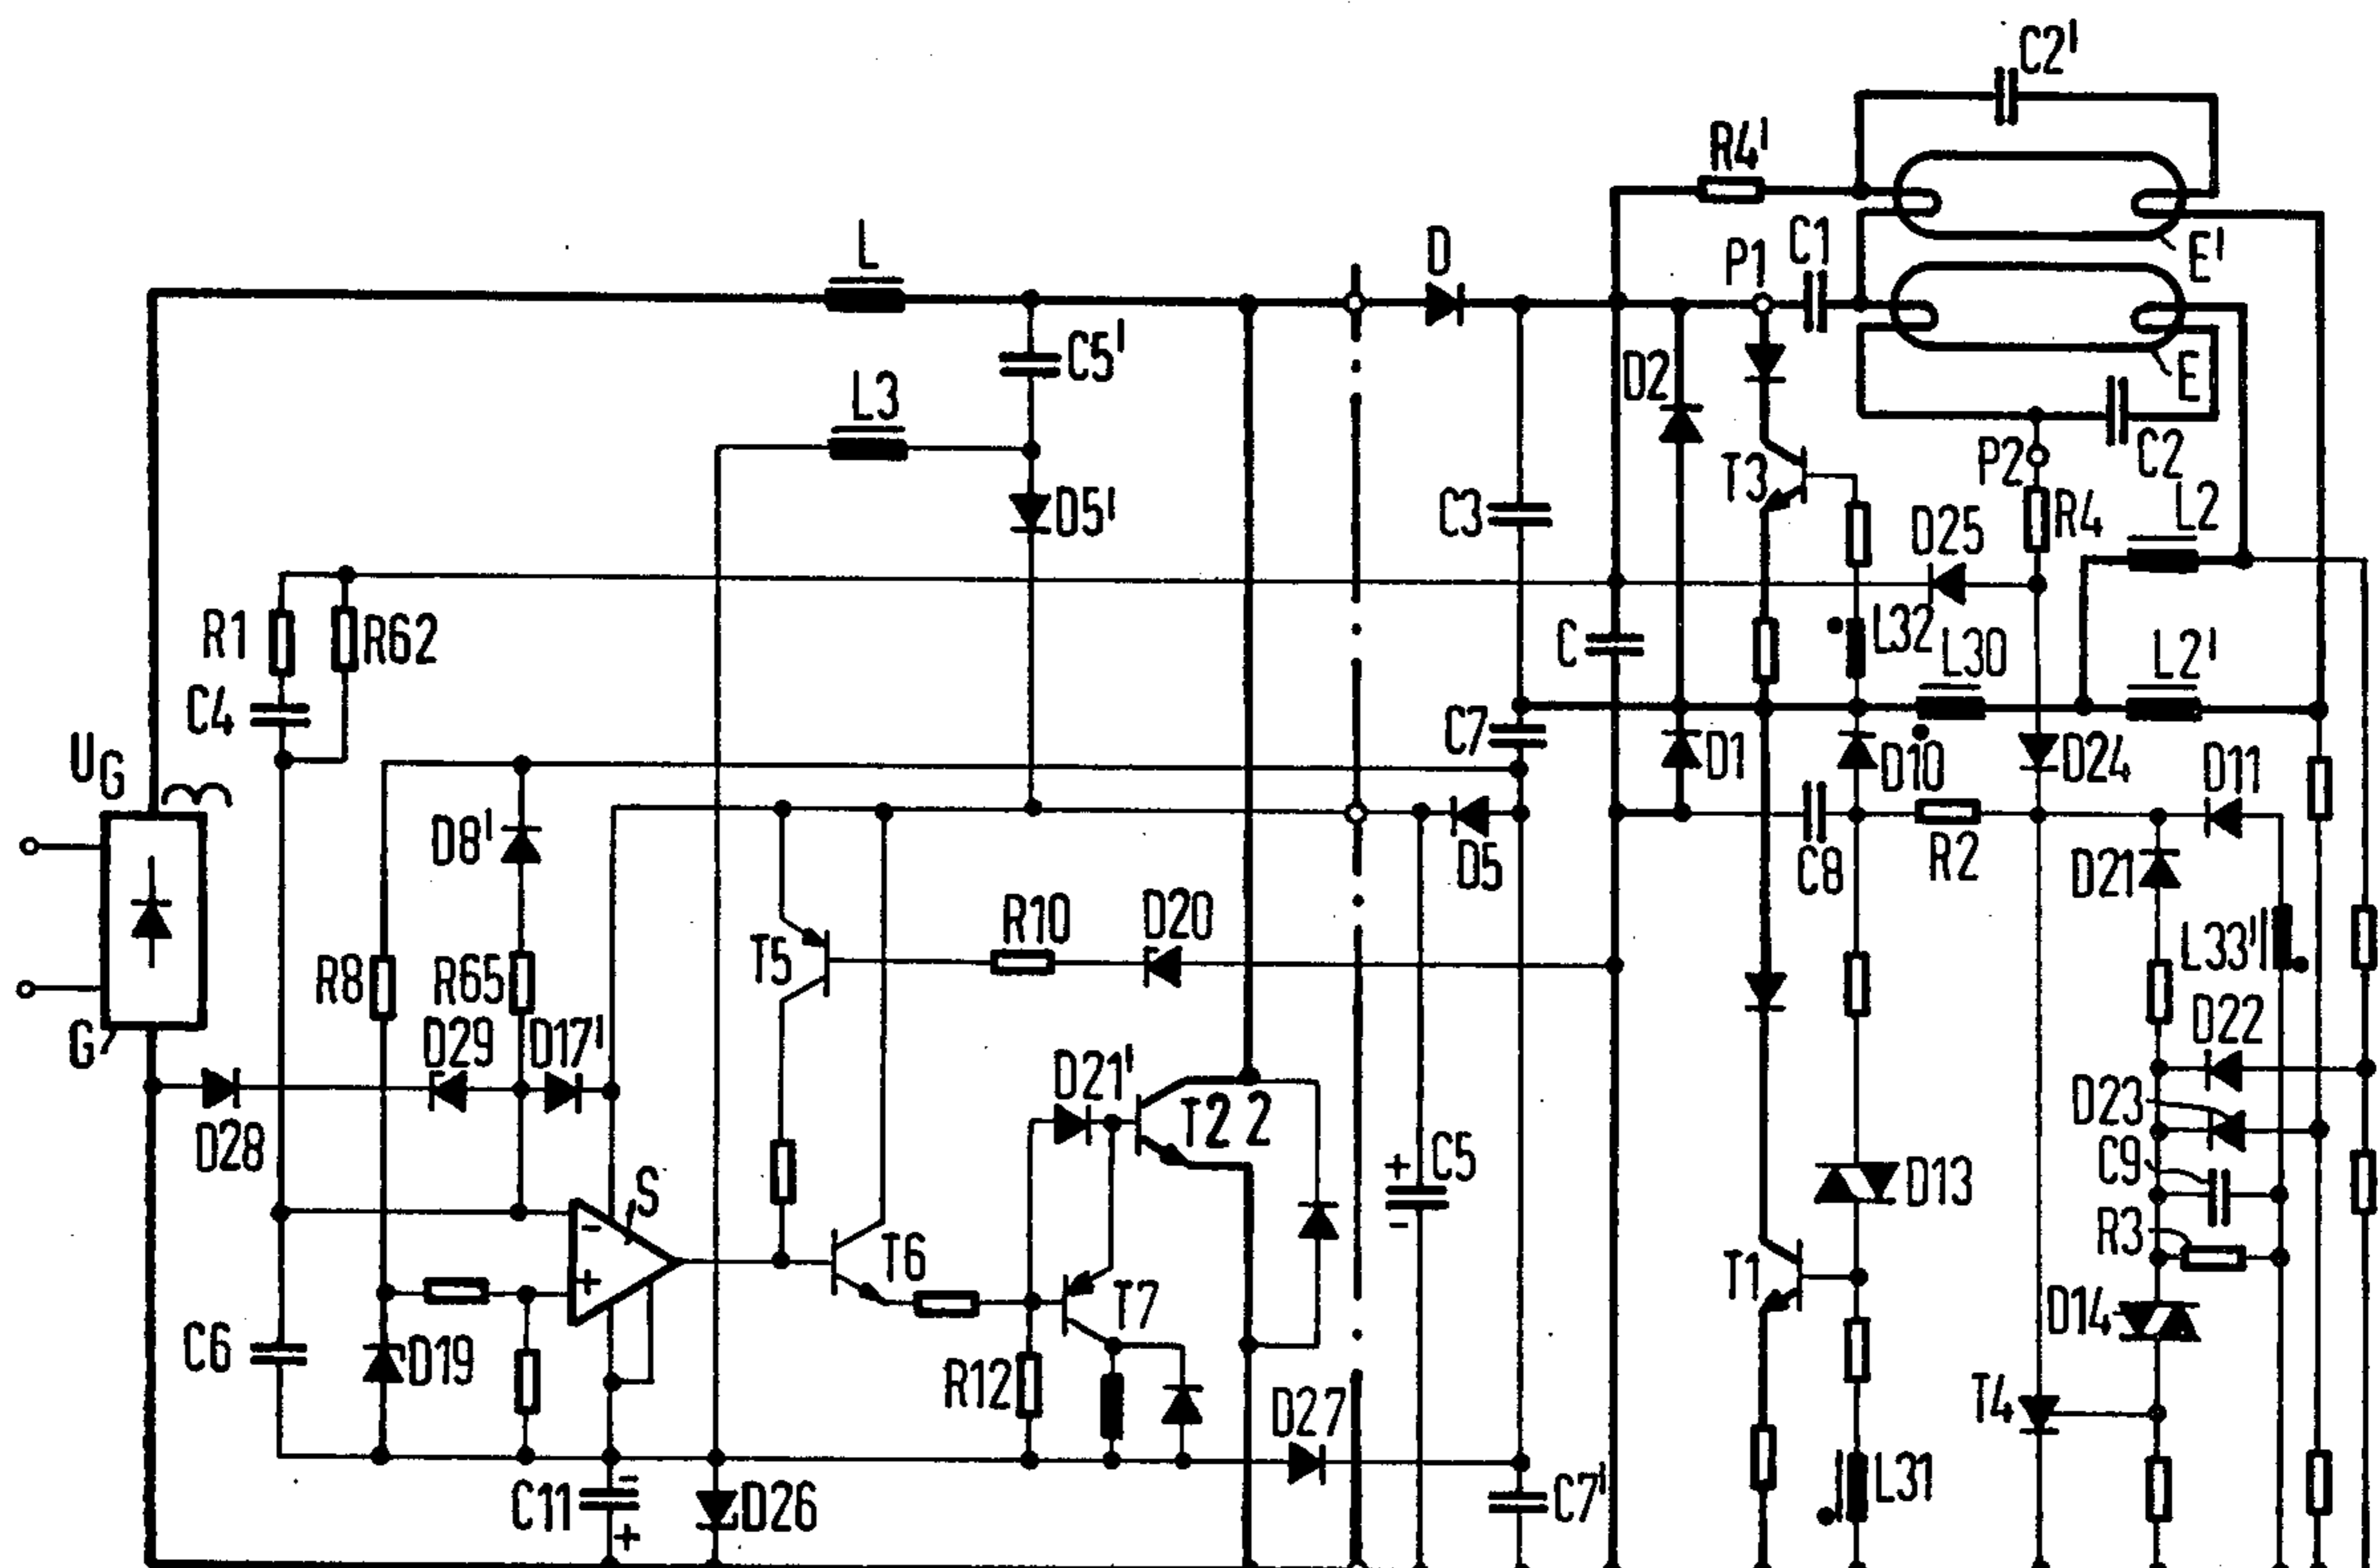 C2'
R4'
L
D
P1
C1
E'
C5'
D2
E
L3
T3
P2
C2
D5'
C3
D25
R4
L2
R1
R62
C
L32
L30
L2'
C4
C7
D1
D10
D24
D11
UG
D8'
D5
C8
R2
D21
R10
D20
T5
L33'
R8
R65
D22
G
D29
D17'
D21'
D23
D28
T2 2
+
C5
-
C9
S
D13
-
R3
T6
T1
+
T7
D14
C6
D19
R12
D27
T4
-
C11
+
D26
C7'
L31